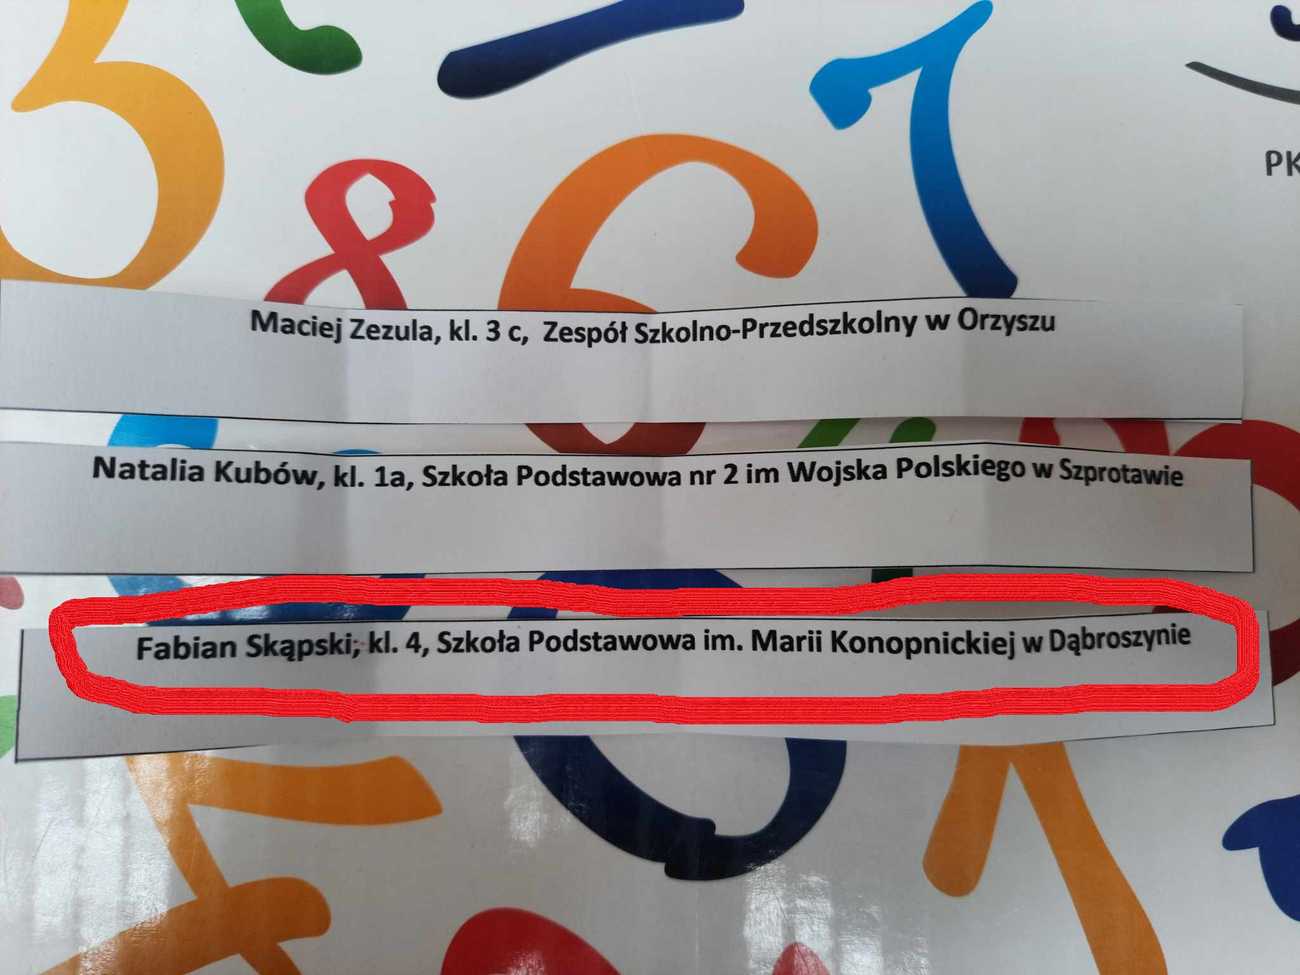 PK
Maciej Zezula, kl. 3 c, Zespół Szkolno-Przedszkolny w Orzyszu
Natalia Kubów, kl. 1a, Szkoła Podstawowa nr 2 im Wojska Polskiego w Szprotawie
Fabian Skąpski; kl. 4, Szkoła Podstawowa im. Marii Konopnickiej w Dąbroszynie